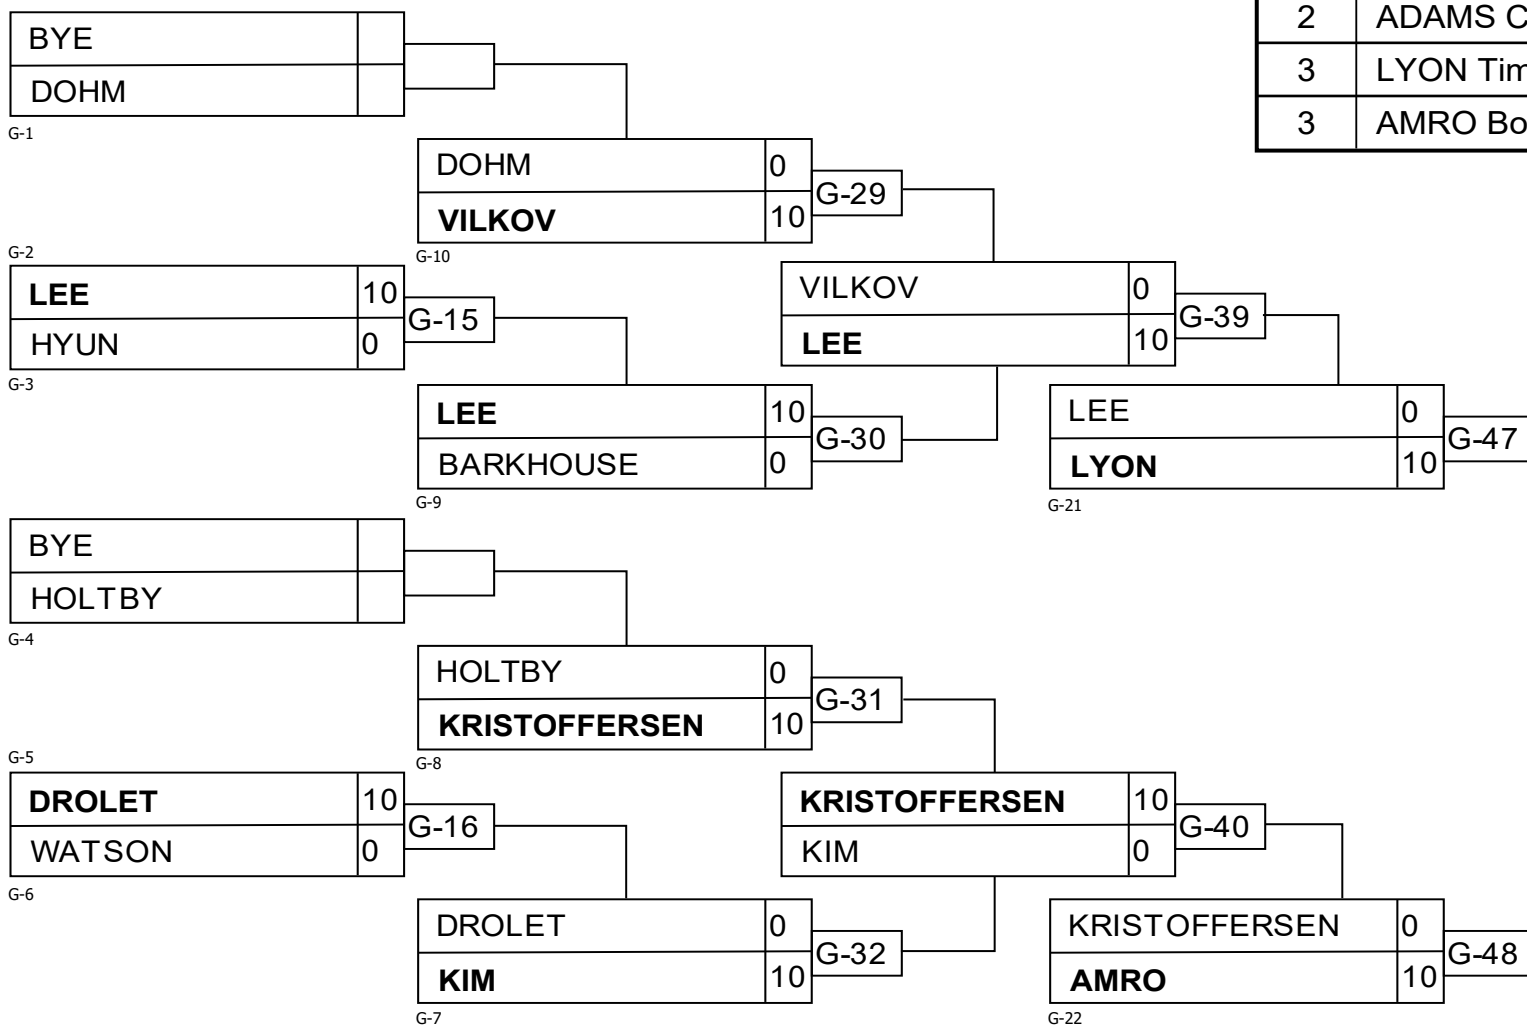 2 ADAMS C
3 LYON Tim
3 AMRO Bo
BYE
DOHM
G-1
DOHM 0
VILKOV 10
G-29
G-10
G-2
LEE 10
HYUN 0
G-15
G-3
VILKOV 0
LEE 10
G-39
LEE 10
BARKHOUSE 0
G-30
G-9
LEE 0
LYON 10
G-47
G-21
BYE
HOLTBY
G-4
HOLTBY 0
KRISTOFFERSEN 10
G-31
G-8
G-5
DROLET 10
WATSON 0
G-16
G-6
KRISTOFFERSEN 10
KIM 0
G-40
DROLET 0
KIM 10
G-32
G-7
KRISTOFFERSEN 0
AMRO 10
G-48
G-22